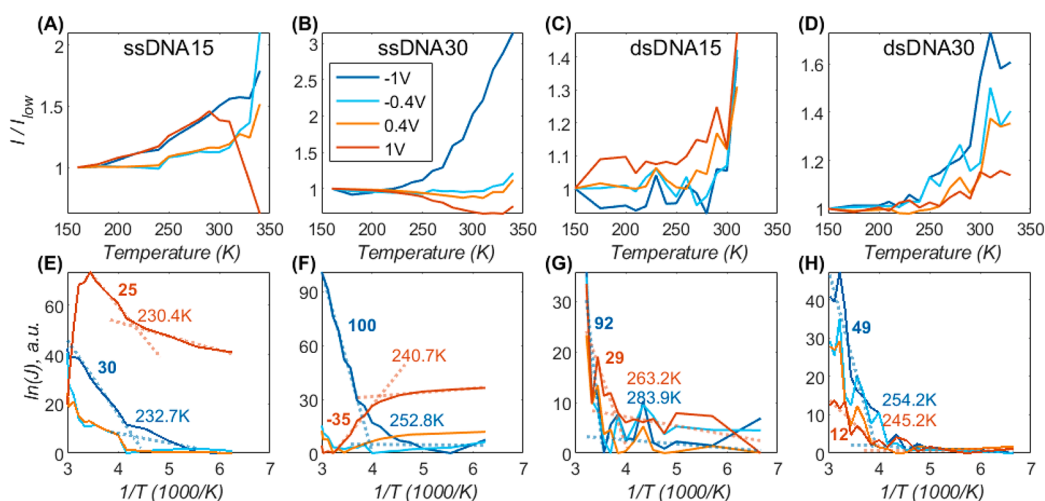 (A)
ssDNA15
I / I_low
2
1.5
1
150 200 250 300 350
Temperature (K)
(B)
ssDNA30
3
2.5
2
1.5
1
-1V
-0.4V
0.4V
1V
150 200 250 300 350
Temperature (K)
(C)
dsDNA15
1.4
1.3
1.2
1.1
1
150 200 250 300 350
Temperature (K)
(D)
dsDNA30
1.6
1.4
1.2
1
150 200 250 300 350
Temperature (K)
(E)
ln(J), a.u.
60
40
20
0
25
230.4K
30
232.7K
3 4 5 6 7
1/T (1000/K)
(F)
100
90
60
30
0
100
240.7K
-35
252.8K
3 4 5 6 7
1/T (1000/K)
(G)
30
20
10
0
92
29
263.2K
283.9K
3 4 5 6 7
1/T (1000/K)
(H)
40
30
20
10
0
49
254.2K
245.2K
12
3 4 5 6 7
1/T (1000/K)